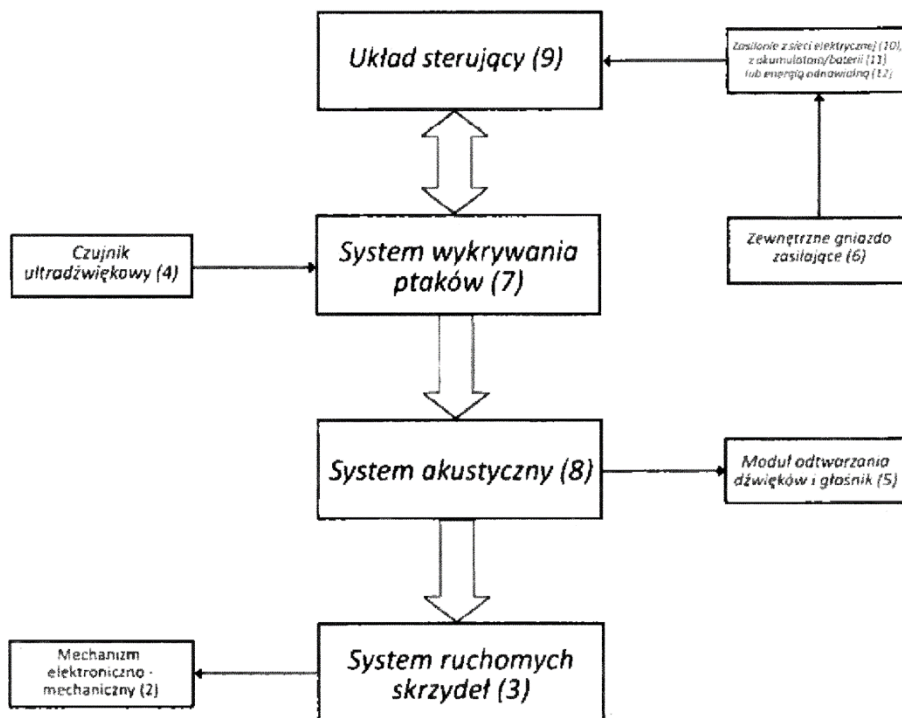 Układ sterujący (9)
Zasilanie z sieci elektrycznej (10),
z akumulatora/baterii (11)
lub energią odnawialną (12)
Czujnik
ultradźwiękowy (4)
System wykrywania
ptaków (7)
Zewnętrzne gniazdo
zasilające (6)
System akustyczny (8)
Moduł odtwarzania
dźwięków i głośnik (5)
Mechanizm
elektroniczno -
mechaniczny (2)
System ruchomych
skrzydeł (3)